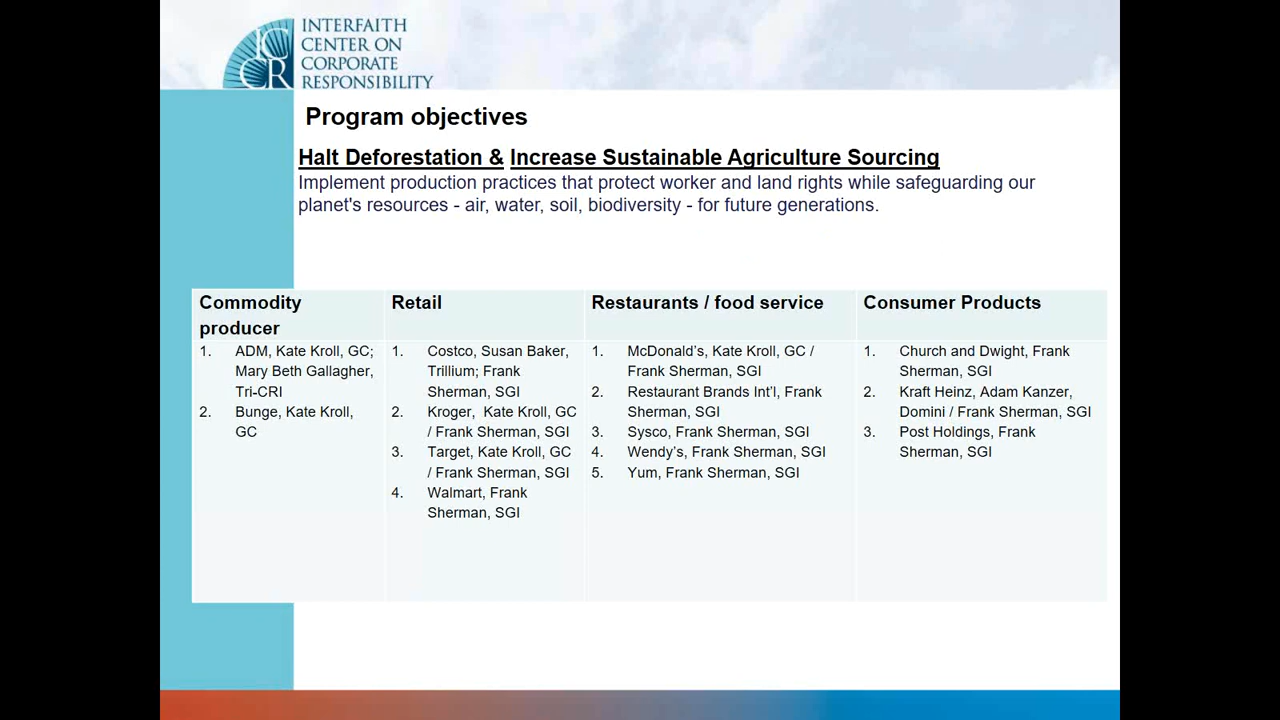 INTERFAITH
CENTER ON
CORPORATE
RESPONSIBILITY
ICCR
Program objectives
Halt Deforestation & Increase Sustainable Agriculture Sourcing
Implement production practices that protect worker and land rights while safeguarding our
planet's resources - air, water, soil, biodiversity - for future generations.
Commodity
producer
1. ADM, Kate Kroll, GC;
Mary Beth Gallagher,
Tri-CRI
2. Bunge, Kate Kroll,
GC
Retail
1. Costco, Susan Baker,
Trillium; Frank
Sherman, SGI
2. Kroger, Kate Kroll, GC
/ Frank Sherman, SGI
3. Target, Kate Kroll, GC
/ Frank Sherman, SGI
4. Walmart, Frank
Sherman, SGI
Restaurants / food service
1. McDonald’s, Kate Kroll, GC /
Frank Sherman, SGI
2. Restaurant Brands Int’l, Frank
Sherman, SGI
3. Sysco, Frank Sherman, SGI
4. Wendy’s, Frank Sherman, SGI
5. Yum, Frank Sherman, SGI
Consumer Products
1. Church and Dwight, Frank
Sherman, SGI
2. Kraft Heinz, Adam Kanzer,
Domini / Frank Sherman, SGI
3. Post Holdings, Frank
Sherman, SGI